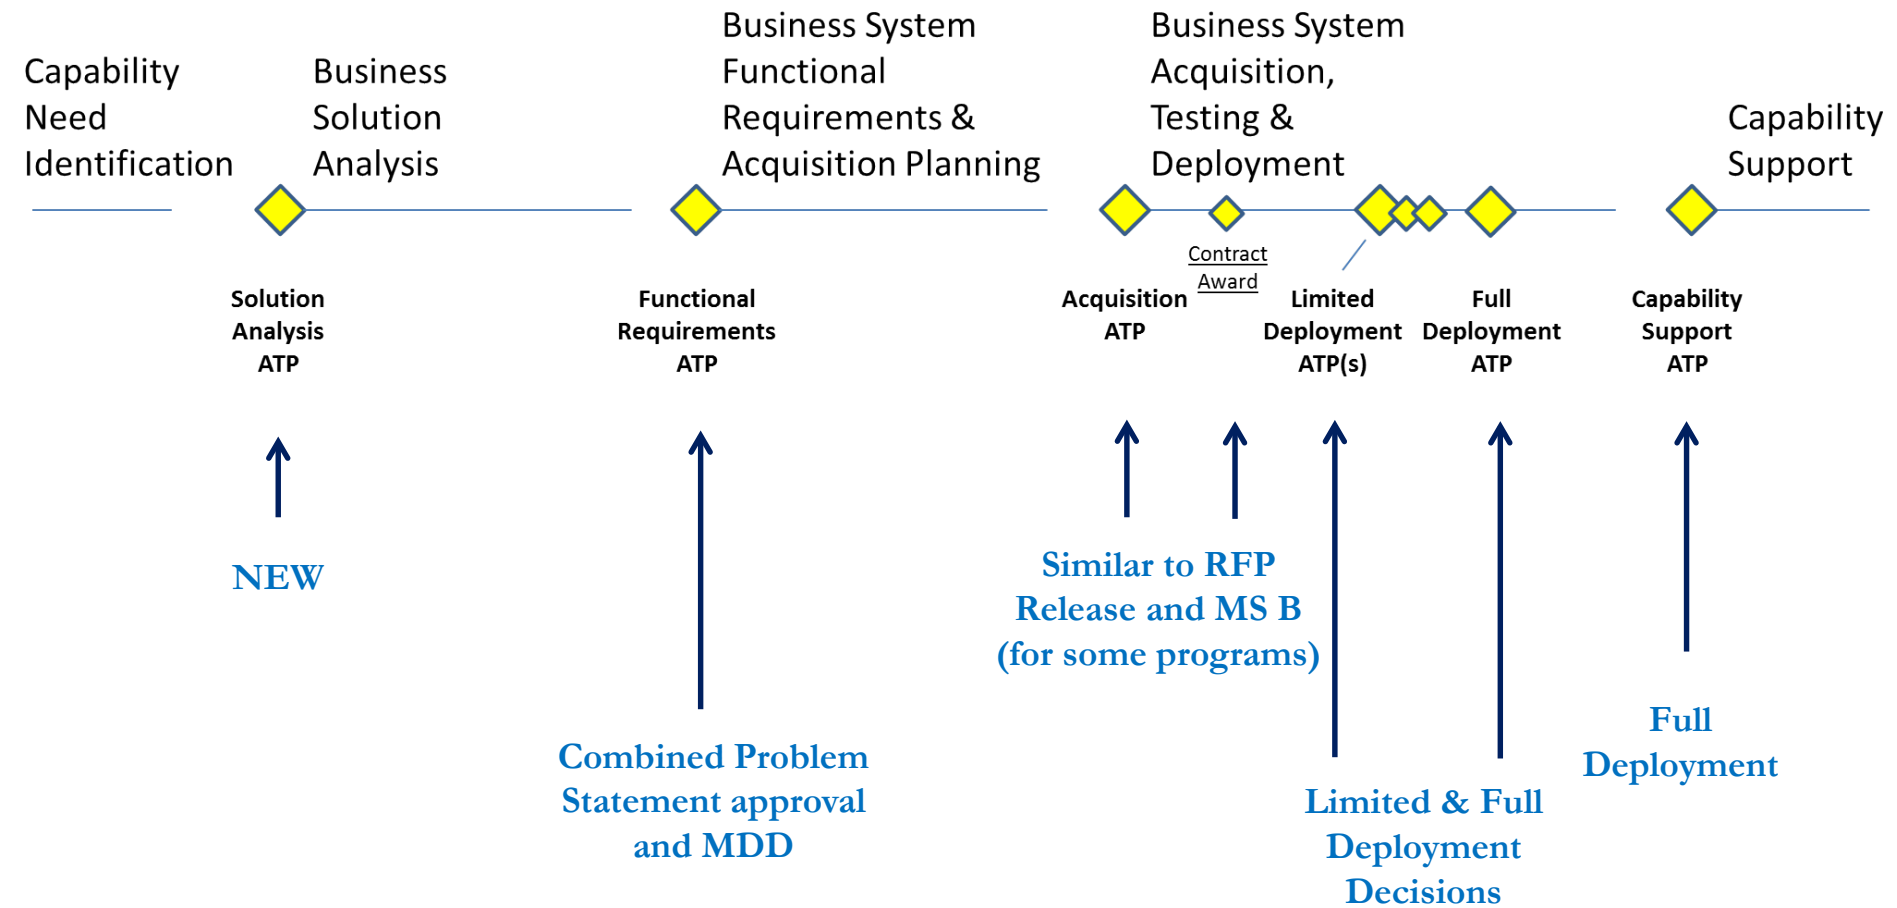 Capability
Need
Identification
Business
Solution
Analysis
Business System
Functional
Requirements &
Acquisition Planning
Business System
Acquisition,
Testing &
Deployment
Capability
Support
Contract
Award
Solution
Analysis
ATP
Functional
Requirements
ATP
Acquisition
ATP
Limited
Deployment
ATP(s)
Full
Deployment
ATP
Capability
Support
ATP
NEW
Combined Problem
Statement approval
and MDD
Similar to RFP
Release and MS B
(for some programs)
Limited & Full
Deployment
Decisions
Full
Deployment